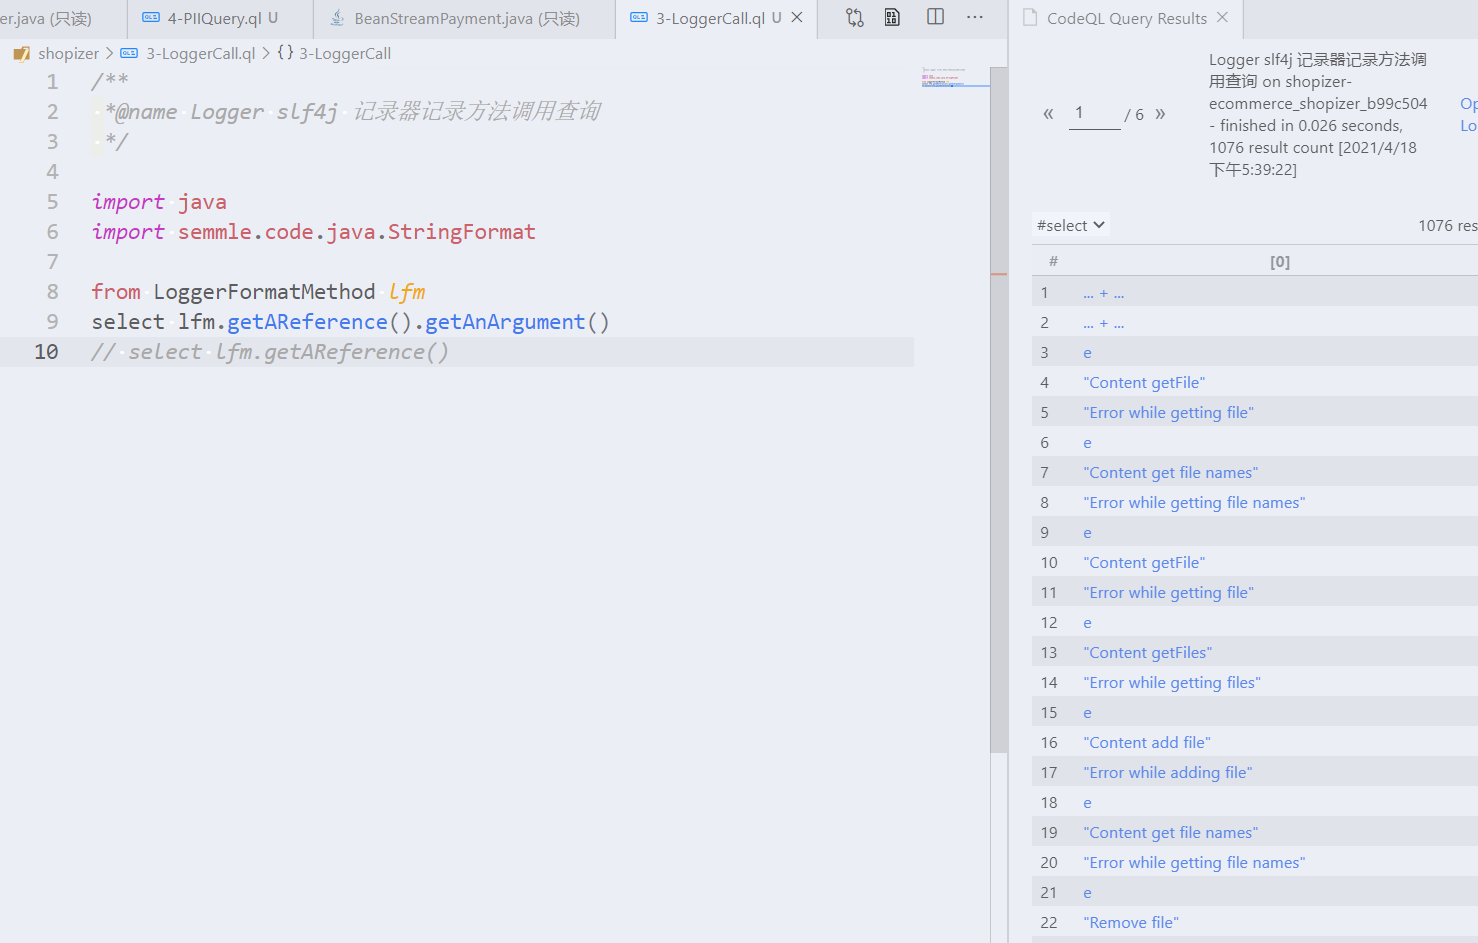 er.java (只读)
4-PIIQuery.ql U
BeanStreamPayment.java (只读)
3-LoggerCall.ql U
CodeQL Query Results
shopizer > 3-LoggerCall.ql > {} 3-LoggerCall
1 /**
2 *@name Logger slf4j 记录器记录方法调用查询
3 */
4
5 import java
6 import semmle.code.java.StringFormat
7
8 from LoggerFormatMethod lfm
9 select lfm.getAReference().getAnArgument()
10 // select lfm.getAReference()
« 1 / 6 »
Logger slf4j 记录器记录方法调
用查询 on shopizer-
ecommerce_shopizer_b99c504
- finished in 0.026 seconds,
1076 result count [2021/4/18
下午5:39:22]
Op
Lo
#select
1076 res
# [0]
1 ... + ...
2 ... + ...
3 e
4 "Content getFile"
5 "Error while getting file"
6 e
7 "Content get file names"
8 "Error while getting file names"
9 e
10 "Content getFile"
11 "Error while getting file"
12 e
13 "Content getFiles"
14 "Error while getting files"
15 e
16 "Content add file"
17 "Error while adding file"
18 e
19 "Content get file names"
20 "Error while getting file names"
21 e
22 "Remove file"